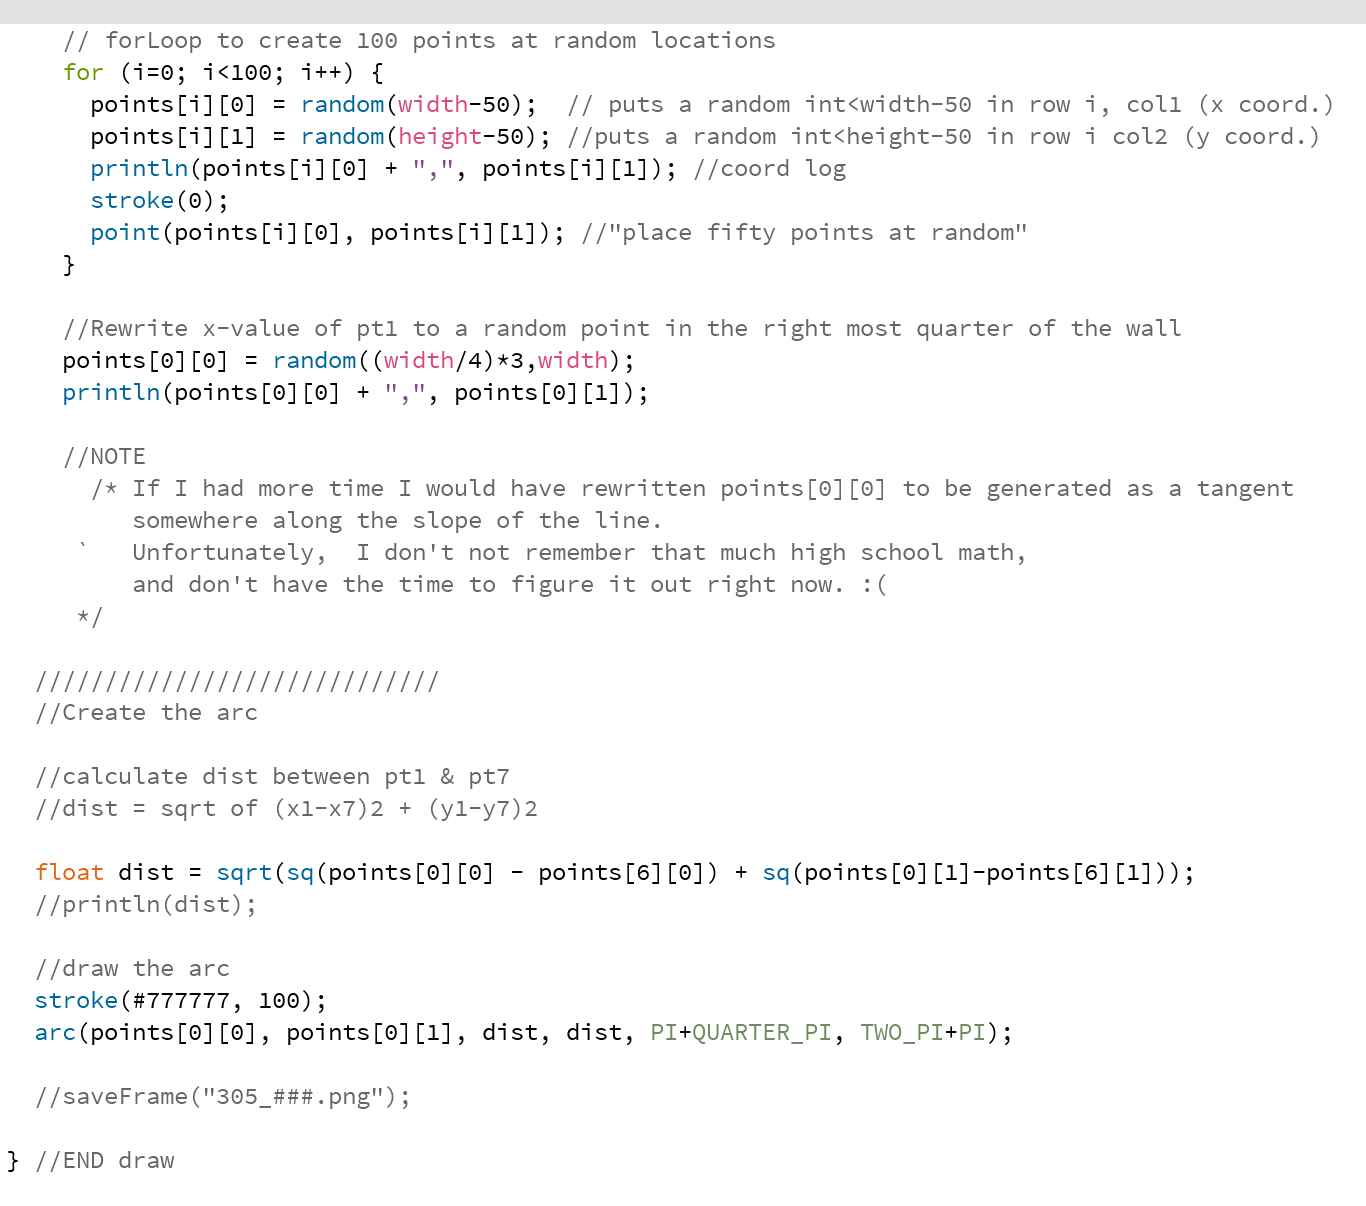 // forLoop to create 100 points at random locations
for (i=0; i<100; i++) {
points[i][0] = random(width-50);  // puts a random int<width-50 in row i, col1 (x coord.)
points[i][1] = random(height-50); //puts a random int<height-50 in row i col2 (y coord.)
println(points[i][0] + ",", points[i][1]); //coord log
stroke(0);
point(points[i][0], points[i][1]); //"place fifty points at random"
}
//Rewrite x-value of pt1 to a random point in the right most quarter of the wall
points[0][0] = random((width/4)*3,width);
println(points[0][0] + ",", points[0][1]);
//NOTE
/* If I had more time I would have rewritten points[0][0] to be generated as a tangent
somewhere along the slope of the line.
`   Unfortunately,  I don't not remember that much high school math,
and don't have the time to figure it out right now. :(
*/
/////////////////////////////
//Create the arc
//calculate dist between pt1 & pt7
//dist = sqrt of (x1-x7)2 + (y1-y7)2
float dist = sqrt(sq(points[0][0] - points[6][0]) + sq(points[0][1]-points[6][1]));
//println(dist);
//draw the arc
stroke(#777777, 100);
arc(points[0][0], points[0][1], dist, dist, PI+QUARTER_PI, TWO_PI+PI);
//saveFrame("305_###.png");
} //END draw